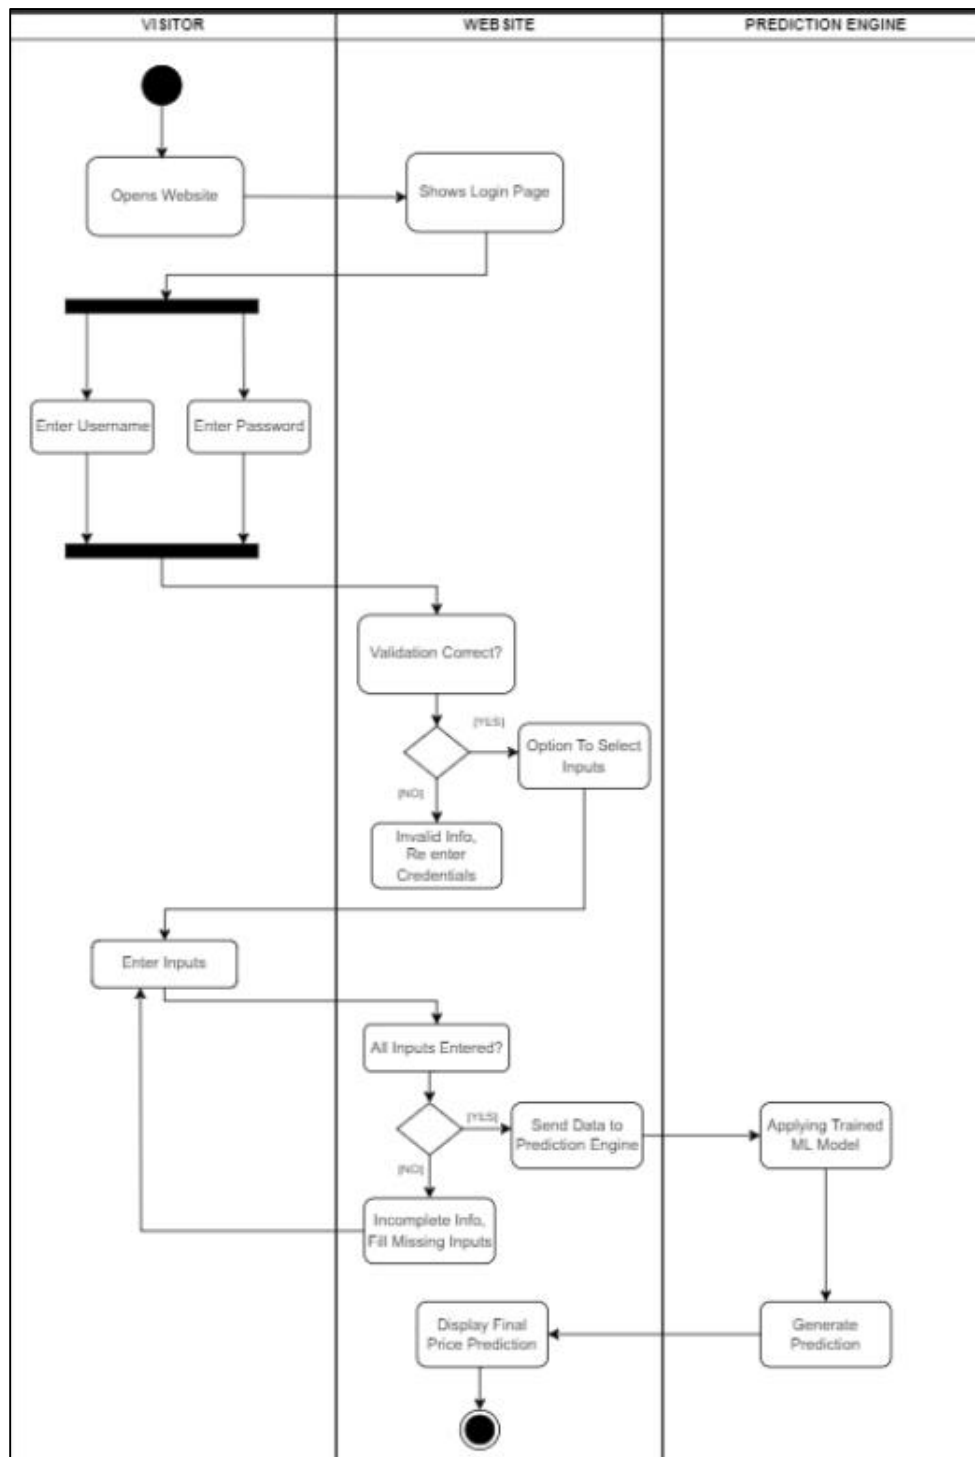 VISITOR
WEBSITE
PREDICTION ENGINE
Opens Website
Shows Login Page
Enter Username
Enter Password
Validation Correct?
[YES]
Option To Select
Inputs
[NO]
Invalid Info,
Re enter
Credentials
Enter Inputs
All Inputs Entered?
[YES]
Send Data to
Prediction Engine
Applying Trained
ML Model
[NO]
Incomplete Info,
Fill Missing Inputs
Display Final
Price Prediction
Generate
Prediction